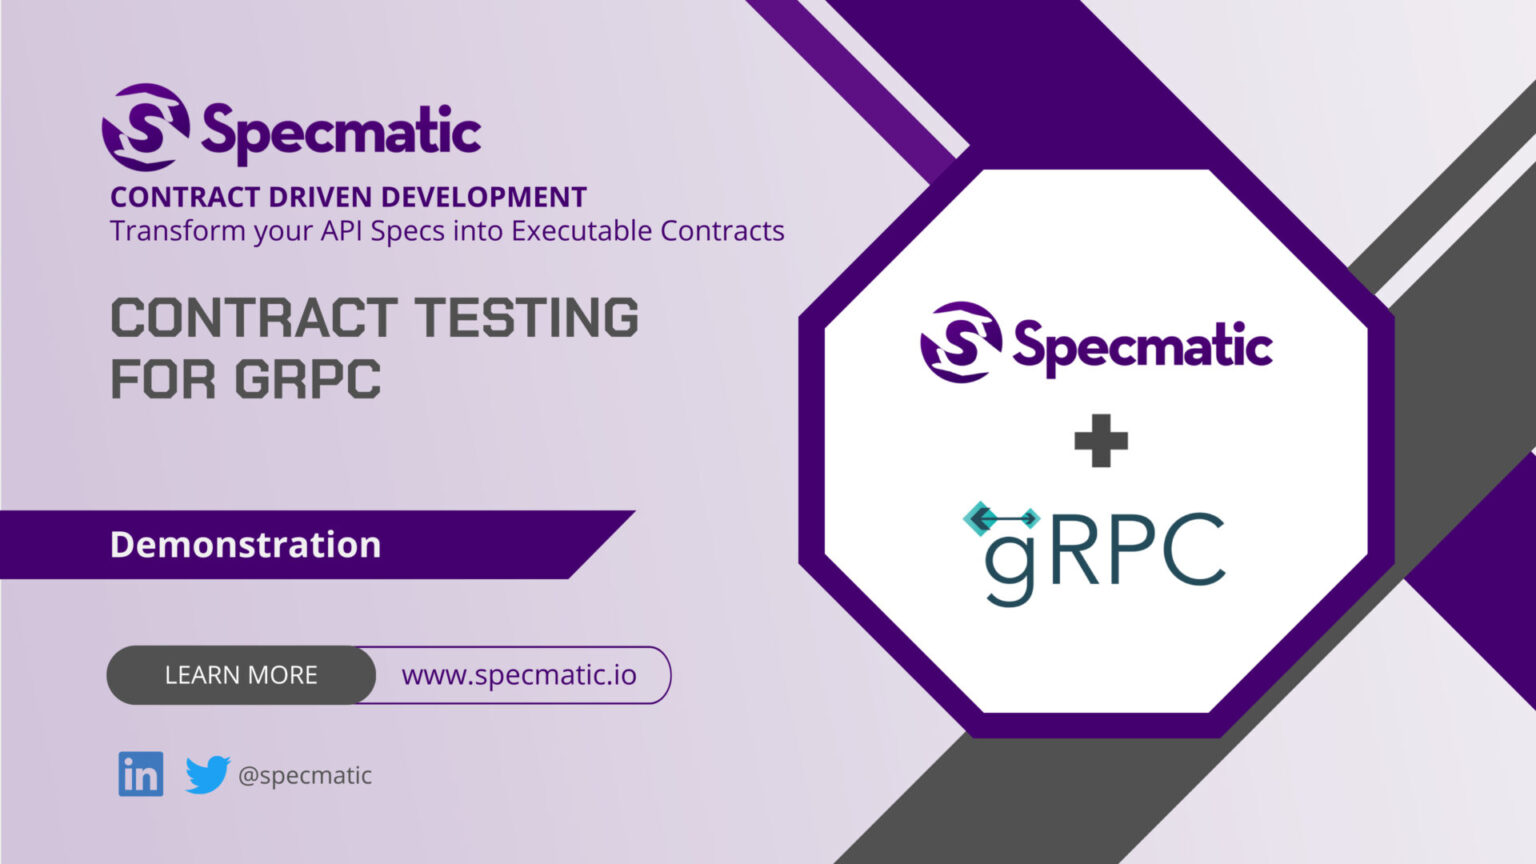 Specmatic
CONTRACT DRIVEN DEVELOPMENT
Transform your API Specs into Executable Contracts
CONTRACT TESTING
FOR GRPC
Demonstration
LEARN MORE
www.specmatic.io
in
@specmatic
Specmatic
+
gRPC